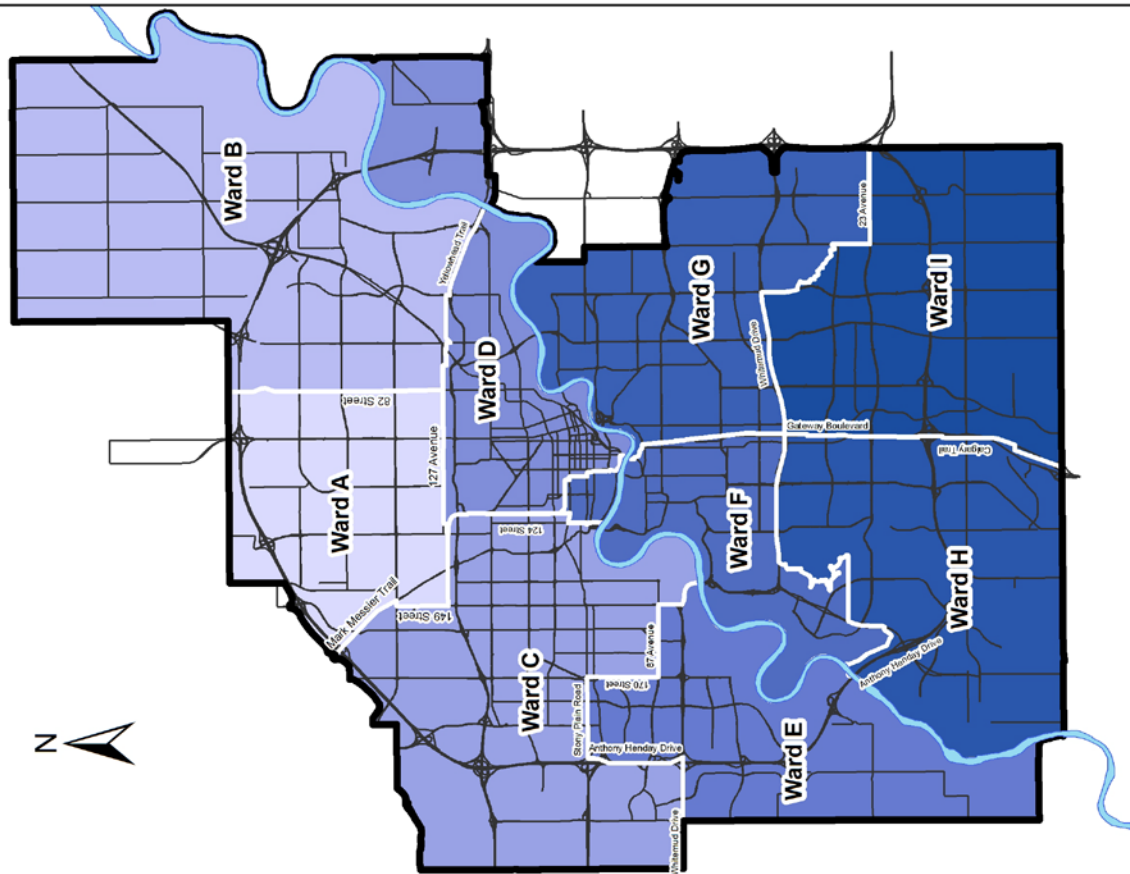 Ward B
Yellowhead Trail
Ward D
82 Street
127 Avenue
Ward A
124 Street
Mark Messier Trail
149 Street
N
Ward C
87 Avenue
170 Street
Stony Plain Road
Anthony Henday Drive
Whitemud Drive
Ward E
Ward F
Ward G
23 Avenue
Whitemud Drive
Ward I
Gateway Boulevard
Calgary Trail
Ward H
Anthony Henday Drive